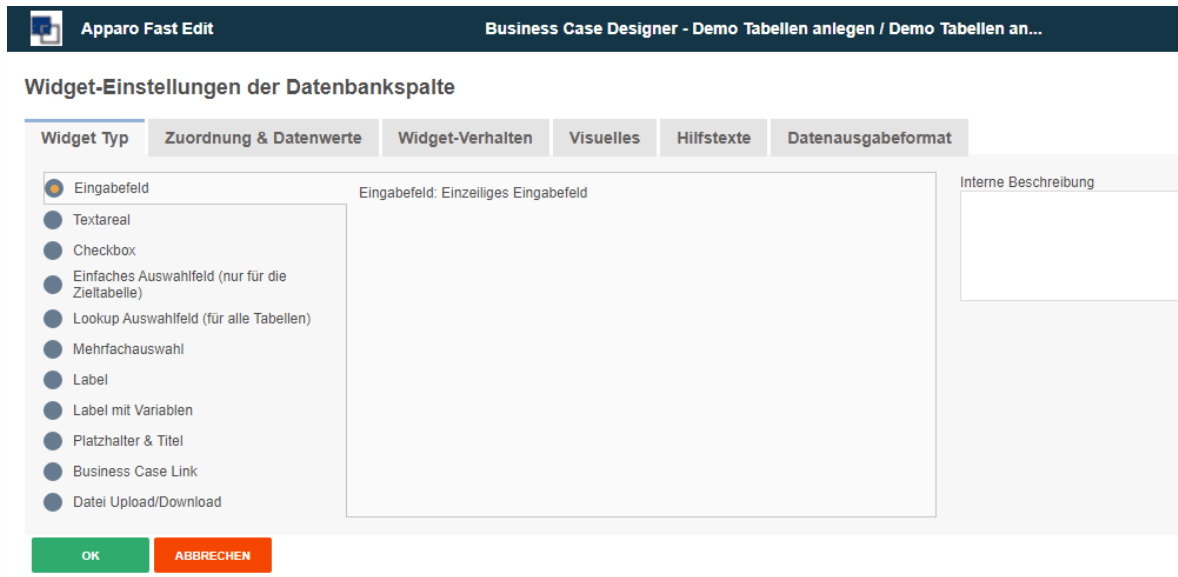 Apparo Fast Edit
Business Case Designer - Demo Tabellen anlegen / Demo Tabellen an...
Widget-Einstellungen der Datenbankspalte
Widget Typ
Zuordnung & Datenwerte
Widget-Verhalten
Visuelles
Hilfstexte
Datenausgabeformat
Eingabefeld
Eingabefeld: Einzeiliges Eingabefeld
Interne Beschreibung
Textareal
Checkbox
Einfaches Auswahlfeld (nur für die
Zieltabelle)
Lookup Auswahlfeld (für alle Tabellen)
Mehrfachauswahl
Label
Label mit Variablen
Platzhalter & Titel
Business Case Link
Datei Upload/Download
OK
ABBRECHEN